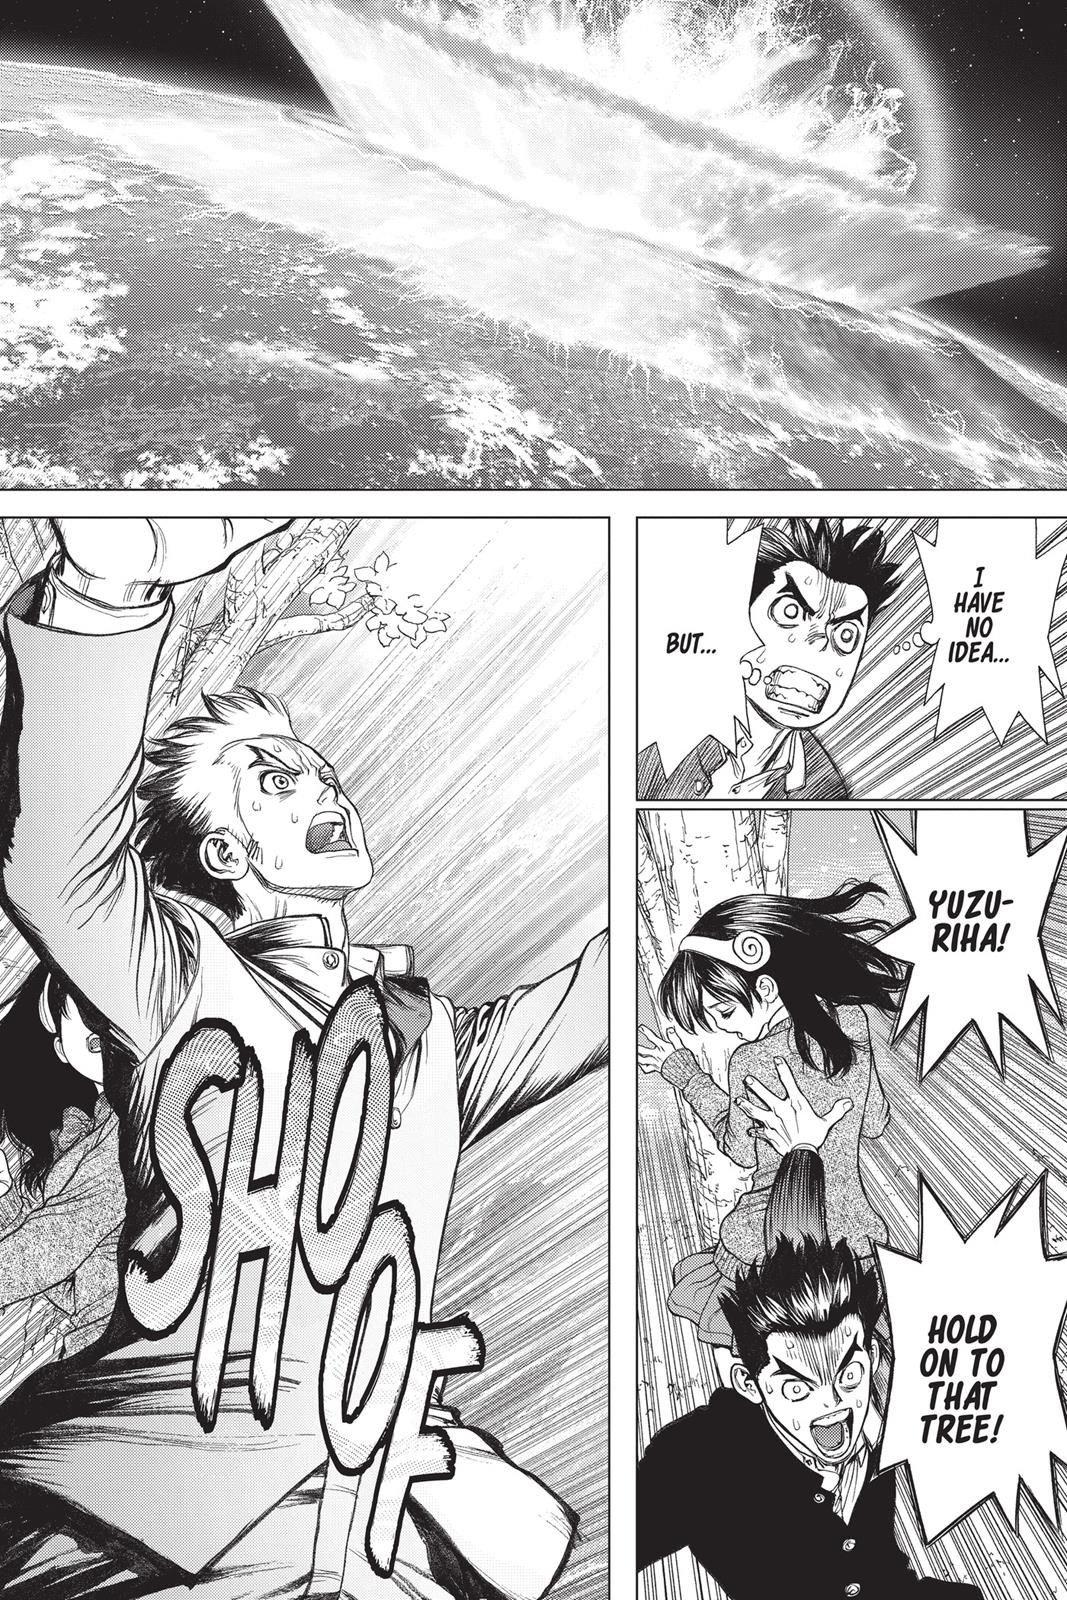 I
HAVE
NO
IDEA...
BUT...
YUZU-
RIHA!
HOLD
ON TO
THAT
TREE!
SHOOF